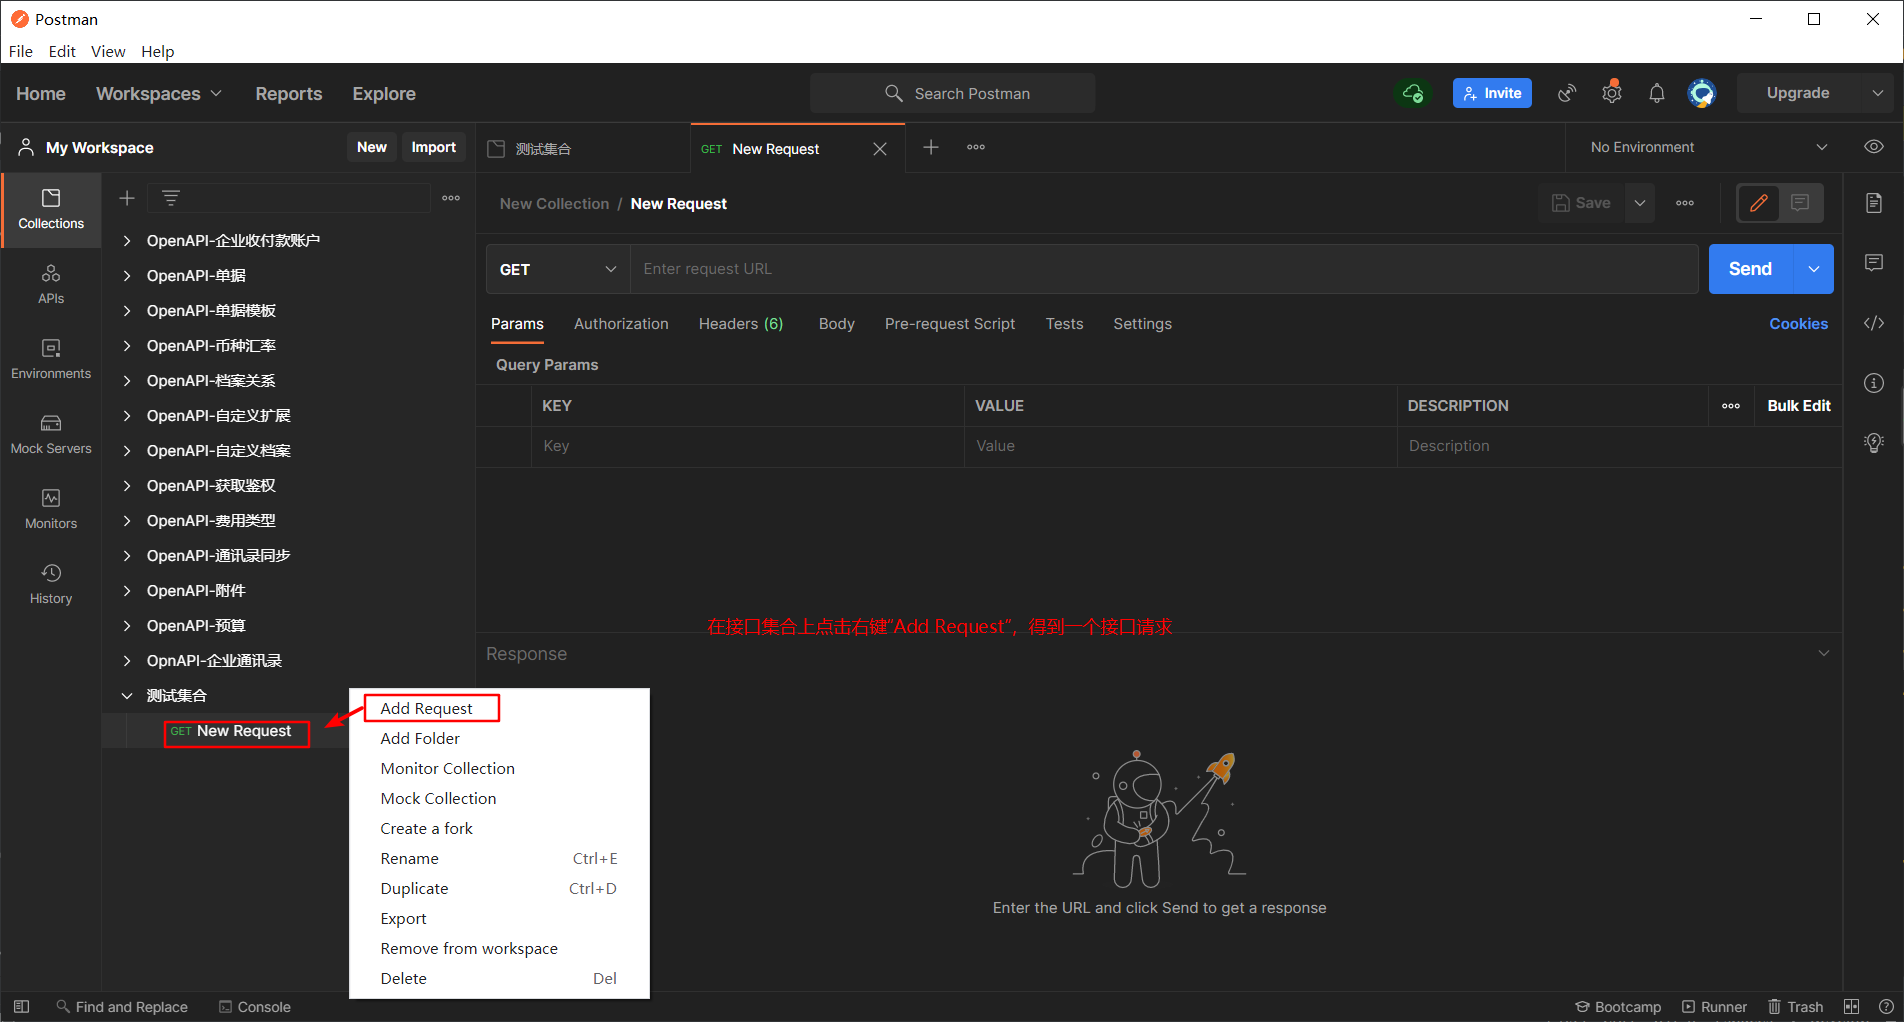 Postman
File Edit View Help
Home Workspaces Reports Explore Search Postman Invite Upgrade
My Workspace New Import 测试集合 GET New Request No Environment
New Collection / New Request Save
Collections
APIs
Environments
Mock Servers
Monitors
History
OpenAPI-企业收付款账户
OpenAPI-单据
OpenAPI-单据模板
OpenAPI-币种汇率
OpenAPI-档案关系
OpenAPI-自定义扩展
OpenAPI-自定义档案
OpenAPI-获取鉴权
OpenAPI-费用类型
OpenAPI-通讯录同步
OpenAPI-附件
OpenAPI-预算
OpnAPI-企业通讯录
测试集合
GET New Request
GET Enter request URL Send
Params Authorization Headers (6) Body Pre-request Script Tests Settings Cookies
Query Params
KEY VALUE DESCRIPTION Bulk Edit
Key Value Description
在接口集合上点击右键“Add Request”，得到一个接口请求
Response
Add Request
Add Folder
Monitor Collection
Mock Collection
Create a fork
Rename Ctrl+E
Duplicate Ctrl+D
Export
Remove from workspace
Delete Del
Enter the URL and click Send to get a response
Find and Replace Console Bootcamp Runner Trash